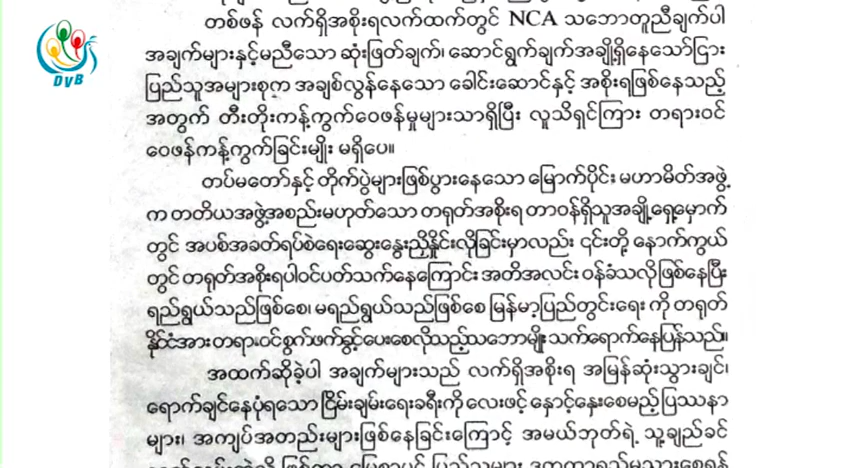 DVB
တစ်ဖန် လက်ရှိအစိုးရလက်ထက်တွင် NCA သဘောတူညီချက်ပါ
အချက်များနှင့်မညီသော ဆုံးဖြတ်ချက်၊ ဆောင်ရွက်ချက်အချို့ရှိနေသော်ငြား
ပြည်သူအများစုက အချစ်လွန်နေသော ခေါင်းဆောင်နှင့် အစိုးရဖြစ်နေသည့်
အတွက် တီးတိုးကန့်ကွက်ဝေဖန်မှုများသာရှိပြီး လူသိရှင်ကြား တရားဝင်
ဝေဖန်ကန့်ကွက်ခြင်းမျိုး မရှိပေ။
တပ်မတော်နှင့် တိုက်ပွဲများဖြစ်ပွားနေသော မြောက်ပိုင်း မဟာမိတ်အဖွဲ့
က တတိယအဖွဲ့အစည်းမဟုတ်သော တရုတ်အစိုးရ တာဝန်ရှိသူအချို့ရှေ့မှောက်
တွင် အပစ်အခတ်ရပ်စဲရေးဆွေးနွေးညှိနှိုင်းလိုခြင်းမှာလည်း ၎င်းတို့ နောက်ကွယ်
တွင် တရုတ်အစိုးရပါဝင်ပတ်သက်နေကြောင်း အတိအလင်း ဝန်ခံသလို ဖြစ်နေပြီး
ရည်ရွယ်သည်ဖြစ်စေ၊ မရည်ရွယ်သည်ဖြစ်စေ မြန်မာ့ပြည်တွင်းရေး ကို တရုတ်
နိုင်ငံအား တရားဝင်စွက်ဖက်ခွင့်ပေးစေလိုသည့်သဘောမျိုး သက်ရောက်နေပြန်သည်။
အထက်ဆိုခဲ့ပါ အချက်များသည် လက်ရှိအစိုးရ အမြန်ဆုံးသွားချင်၊
ရောက်ချင်နေပုံရသော ငြိမ်းချမ်းရေးခရီးကို လေးဖင့် နှောင့်နှေးစေမည့်ပြဿနာ
များ၊ အကျပ်အတည်းများဖြစ်နေခြင်းကြောင့် အမယ်ဘုတ်ရဲ့ သူ့ချည်ခင်